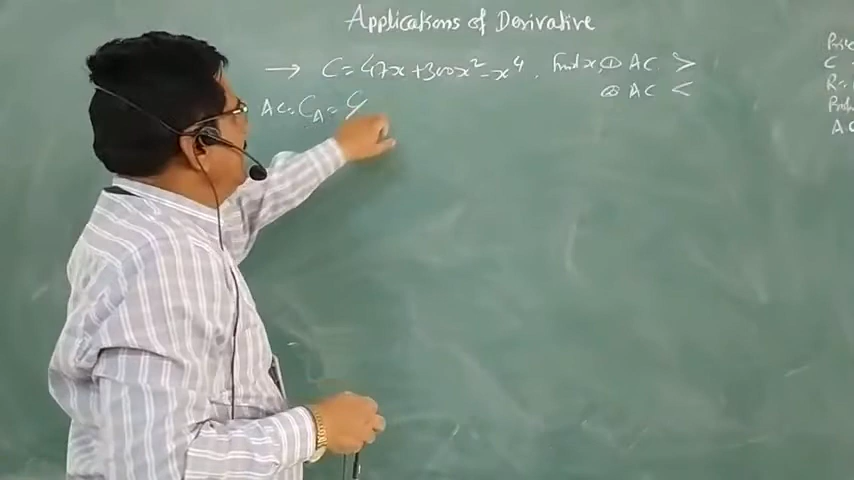 Applications of Derivative
→ C = 47x + 300x² - x⁴. Find x, ① AC >
② AC <
AC = C_A = C/